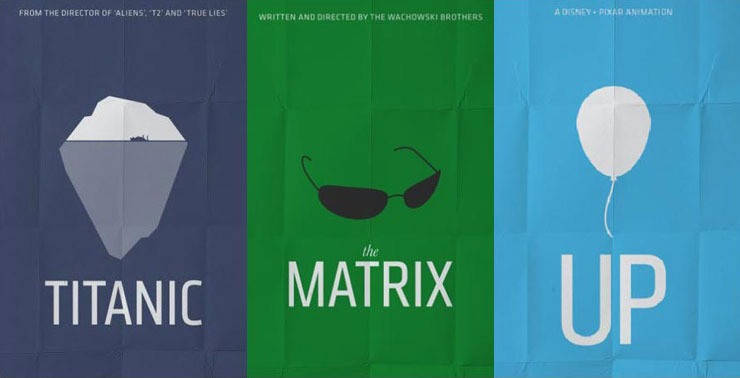 FROM THE DIRECTOR OF 'ALIENS', 'T2' AND 'TRUE LIES'
TITANIC
WRITTEN AND DIRECTED BY THE WACHOWSKI BROTHERS
the
MATRIX
A DISNEY • PIXAR ANIMATION
UP